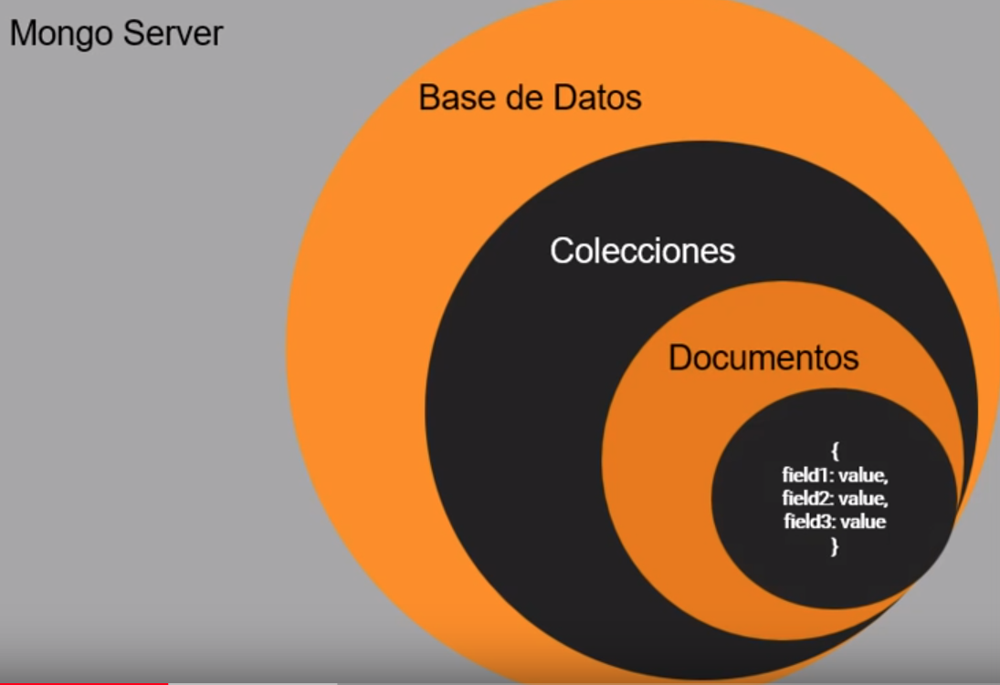 Mongo Server
Base de Datos
Colecciones
Documentos
{
field1: value,
field2: value,
field3: value
}